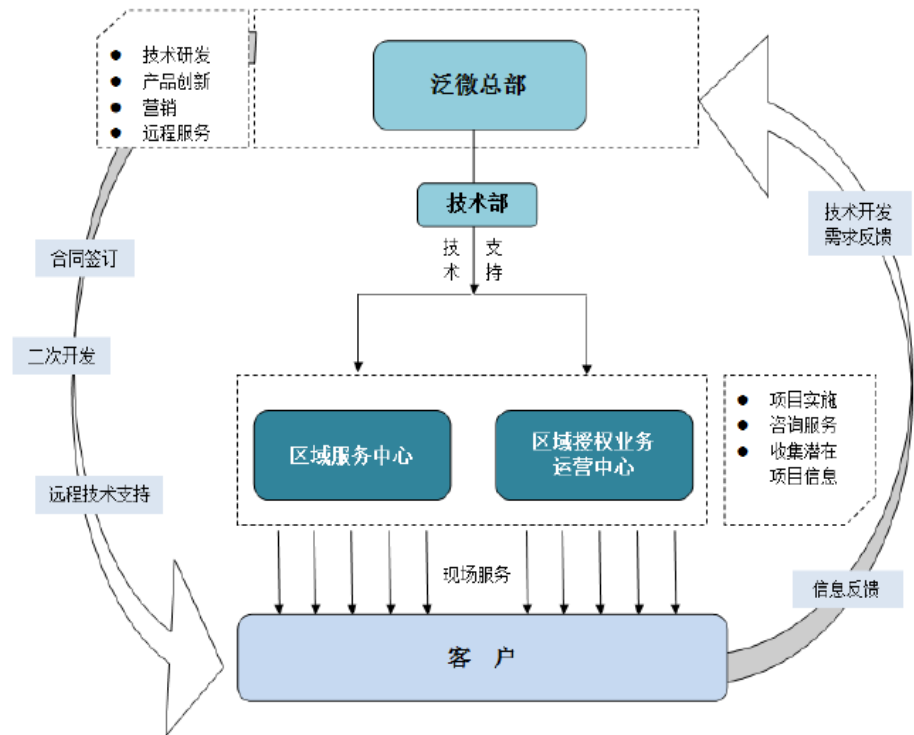 技术研发
产品创新
营销
远程服务
泛微总部
技术部
技术
支持
合同签订
二次开发
远程技术支持
技术开发
需求反馈
区域服务中心
区域授权业务
运营中心
项目实施
咨询服务
收集潜在
项目信息
现场服务
信息反馈
客 户